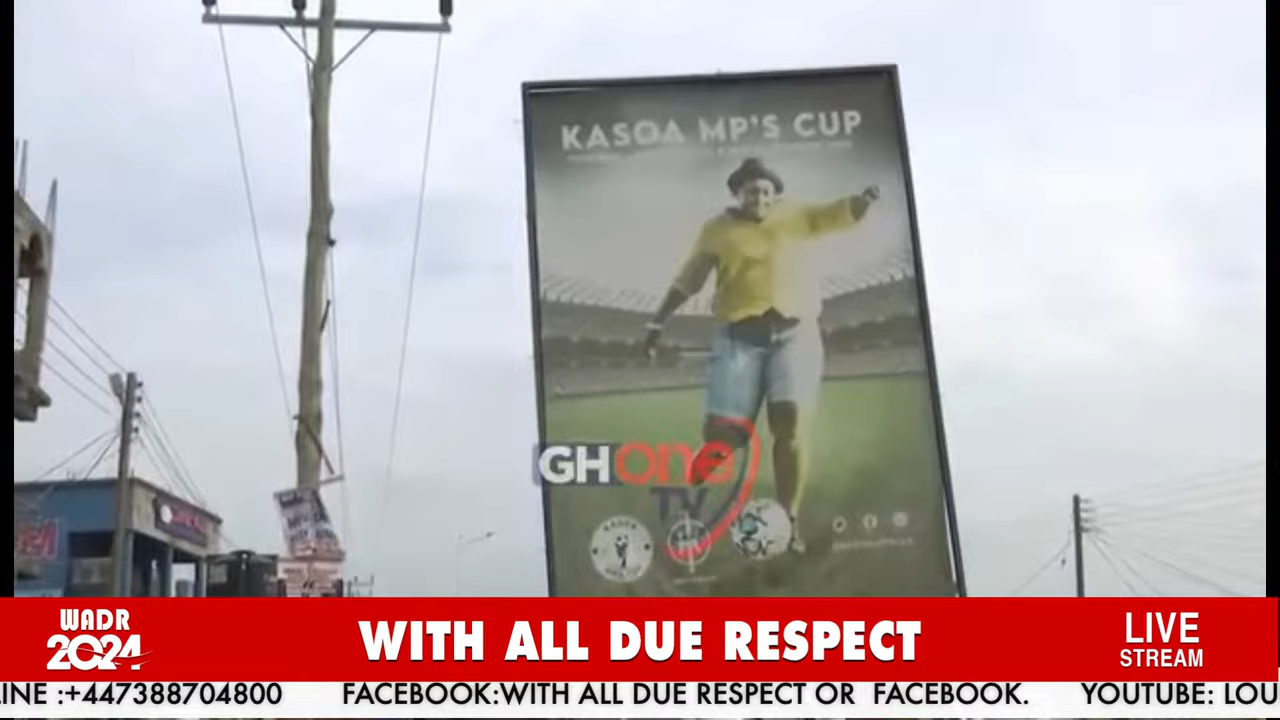 KASOA MP'S CUP
GHOne
TV
WADR
2024
WITH ALL DUE RESPECT
LIVE
STREAM
INE :+447388704800 FACEBOOK:WITH ALL DUE RESPECT OR FACEBOOK. YOUTUBE: LOU